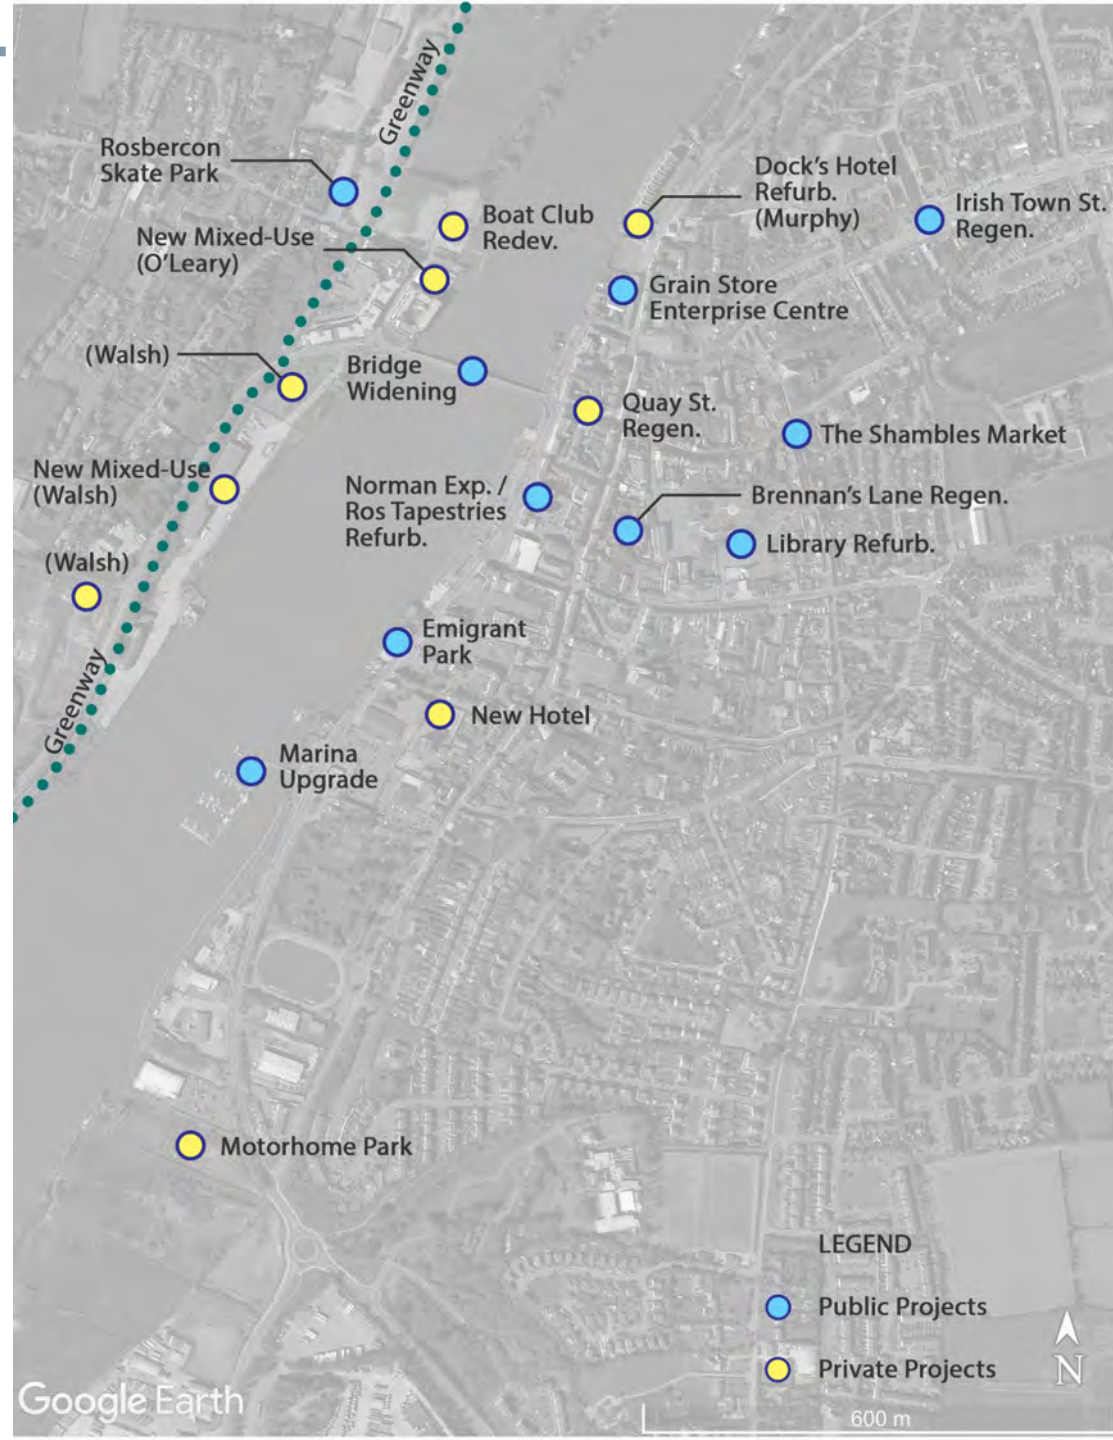 Greenway
Rosbercon
Skate Park
Dock's Hotel
Refurb.
(Murphy)
Irish Town St.
Regen.
Boat Club
Redev.
New Mixed-Use
(O'Leary)
Grain Store
Enterprise Centre
(Walsh)
Bridge
Widening
Quay St.
Regen.
The Shambles Market
New Mixed-Use
(Walsh)
Norman Exp. /
Ros Tapestries
Refurb.
Brennan's Lane Regen.
Library Refurb.
(Walsh)
Emigrant
Park
Greenway
New Hotel
Marina
Upgrade
Motorhome Park
LEGEND
Public Projects
Private Projects
N
Google Earth
600 m